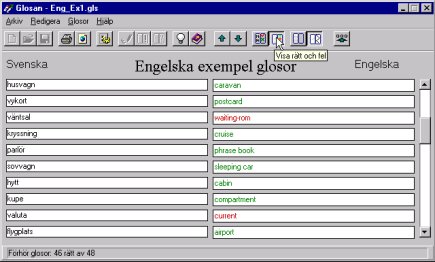 Glosan - Eng_Ex1.gls
Arkiv Redigera Glosor Hjälp
Visa rätt och fel
Svenska Engelska exempel glosor Engelska
husvagn caravan
vykort postcard
väntsal waiting-rom
kryssning cruise
parlör phrase book
sovvagn sleeping car
hytt cabin
kupe compartment
valuta current
flygplats airport
Förhör glosor: 46 rätt av 48